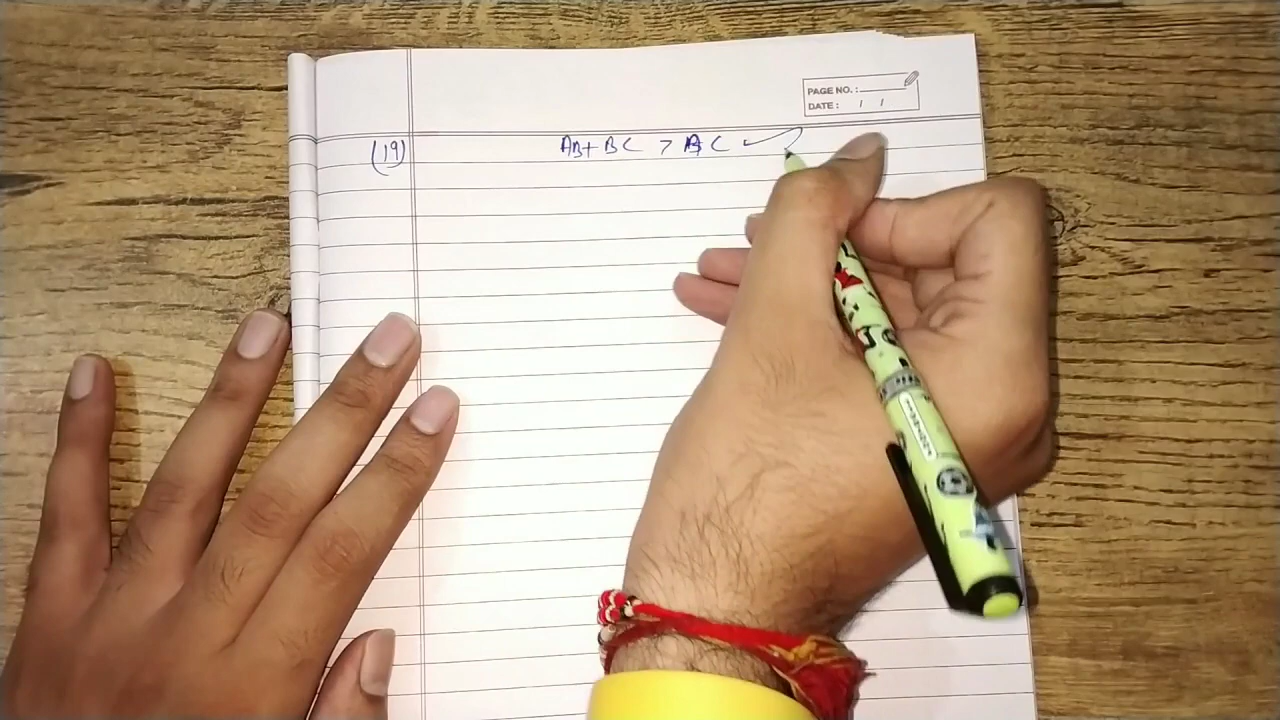 PAGE NO. :
DATE : / /
(19) AB + BC > AC